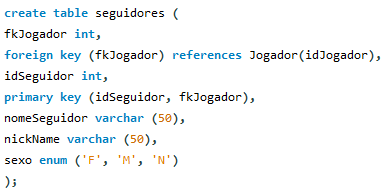 create table seguidores (
fkJogador int,
foreign key (fkJogador) references Jogador(idJogador),
idSeguidor int,
primary key (idSeguidor, fkJogador),
nomeSeguidor varchar (50),
nickName varchar (50),
sexo enum ('F', 'M', 'N')
);